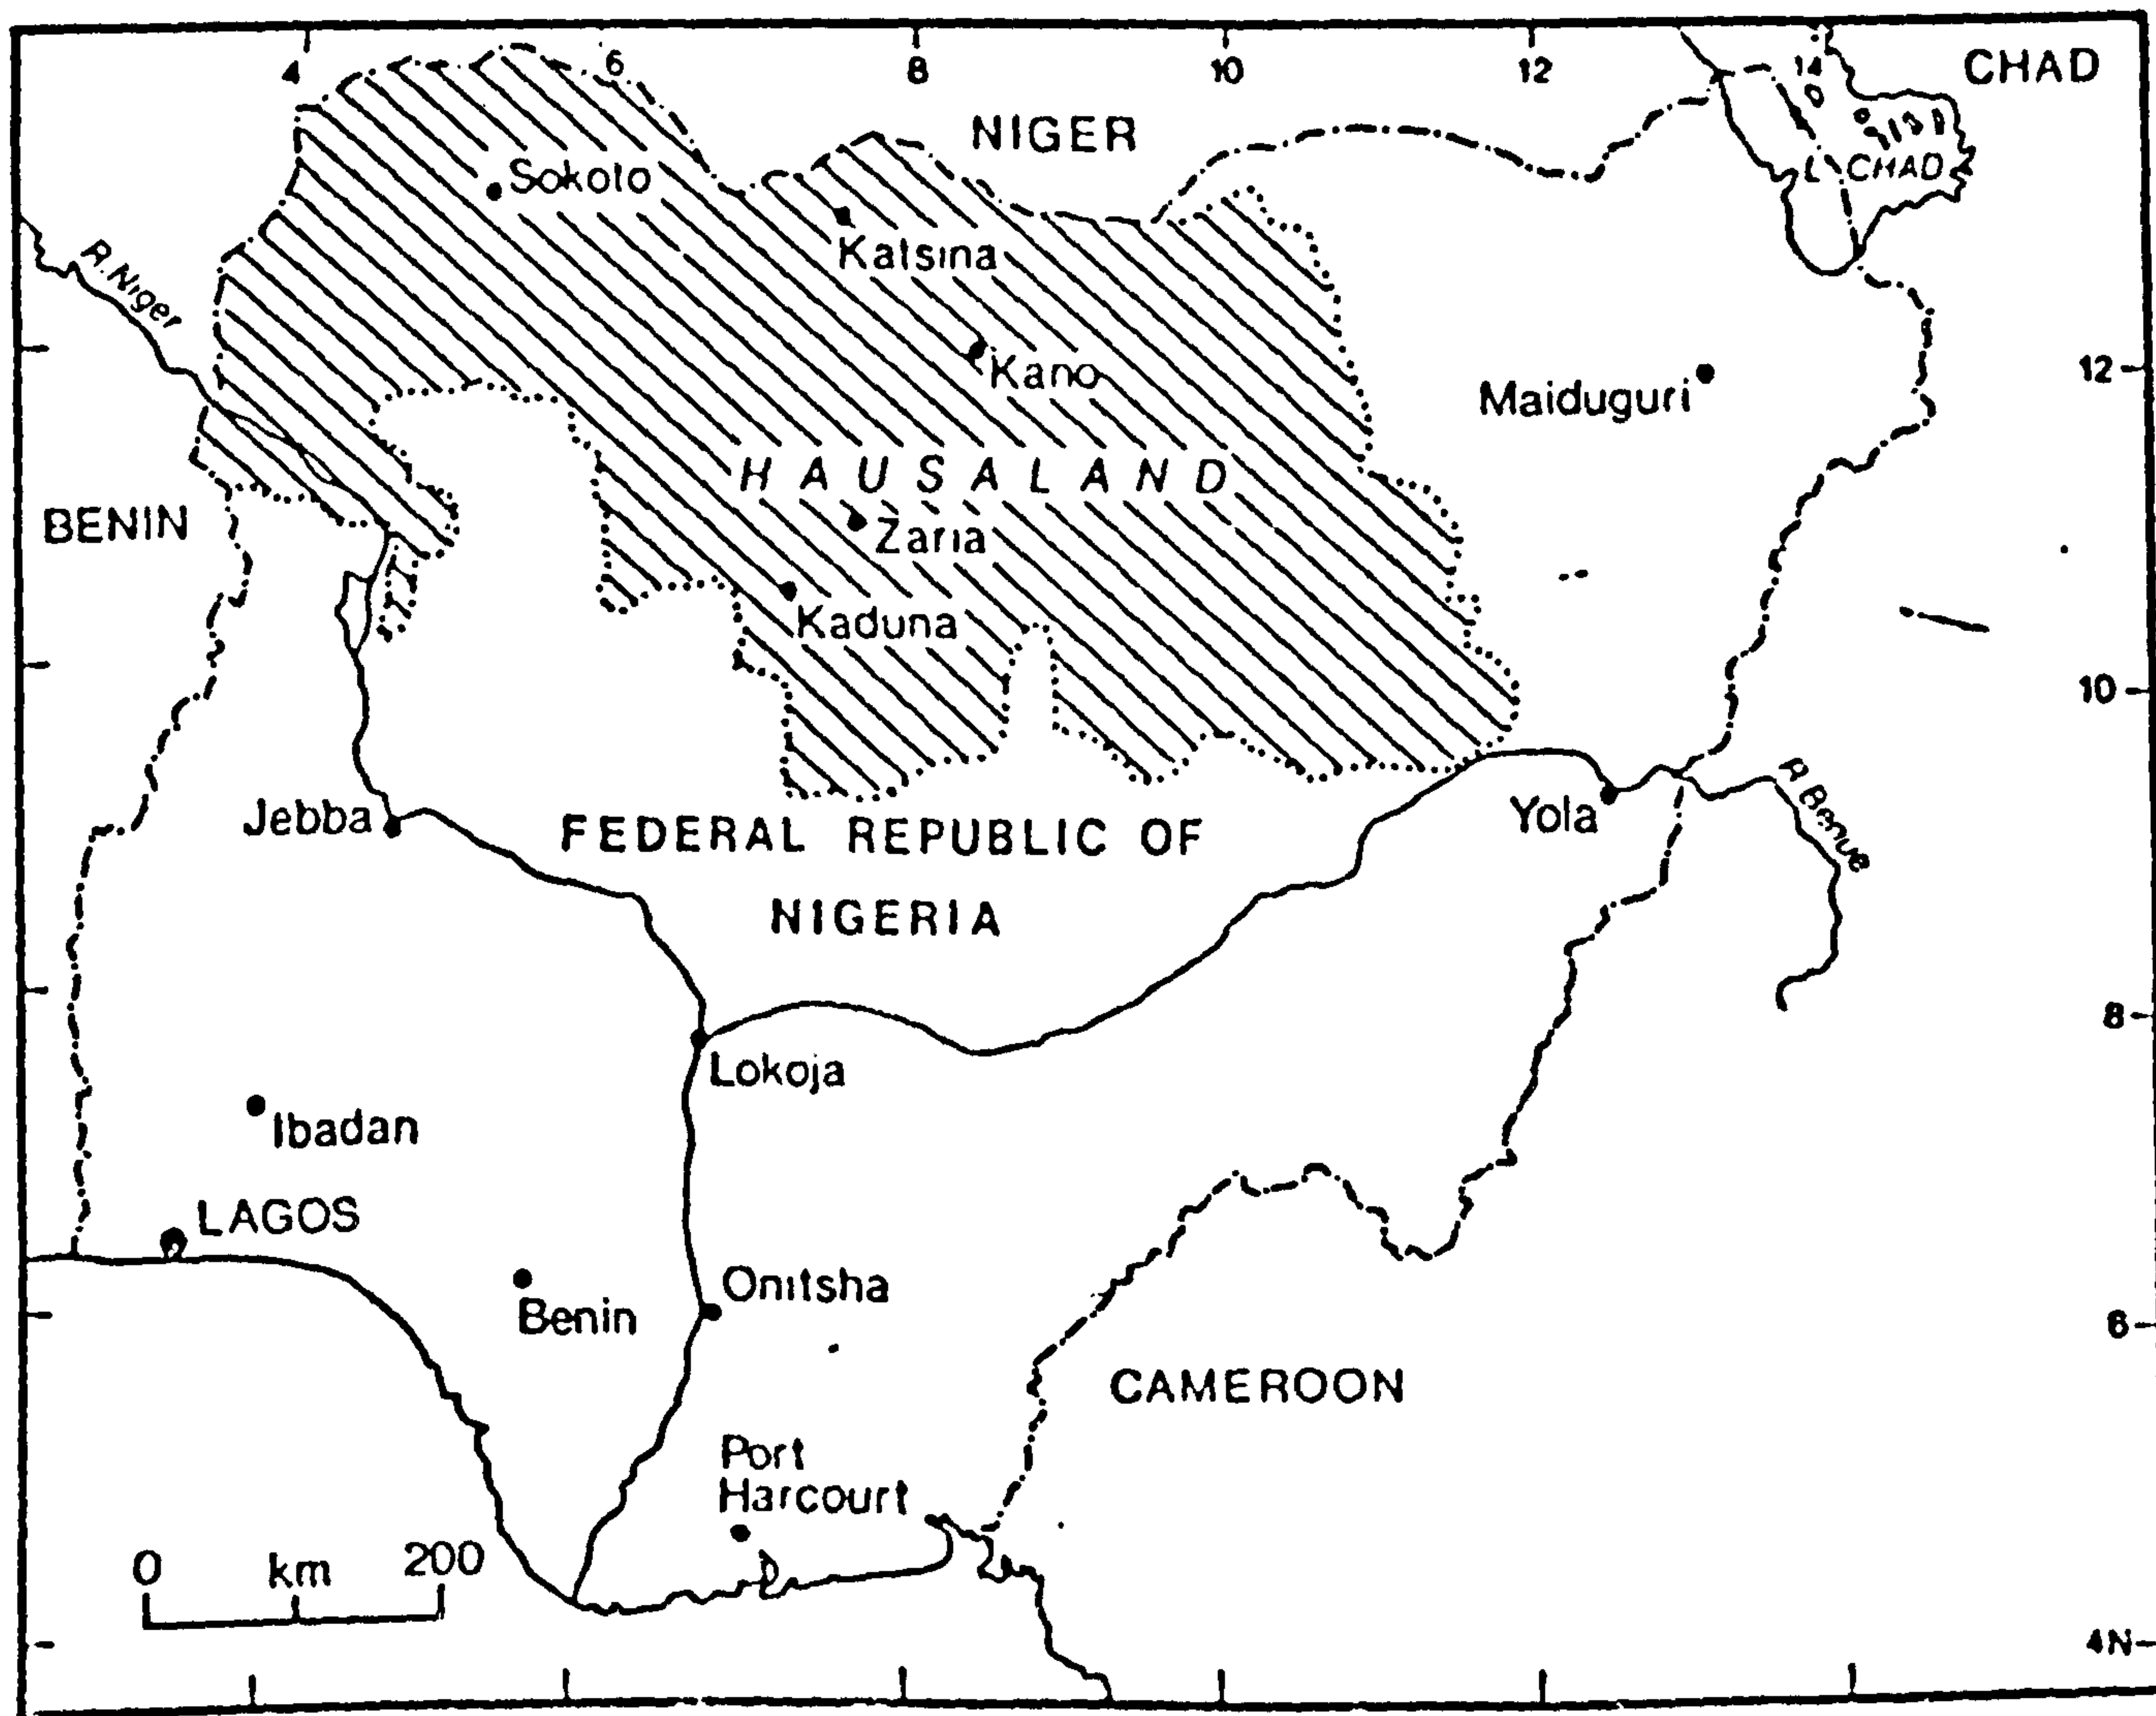 4
6
8
10
12
14
CHAD
NIGER
L CHAD
Sokoto
Katsina
R.Niger
Kano
Maiduguri
12
HAUSALAND
BENIN
Zaria
Kaduna
10
Jebba
FEDERAL REPUBLIC OF
NIGERIA
Yola
R Benue
8
Lokoja
Ibadan
LAGOS
Onitsha
Benin
6
CAMEROON
Port
Harcourt
0 km 200
4N